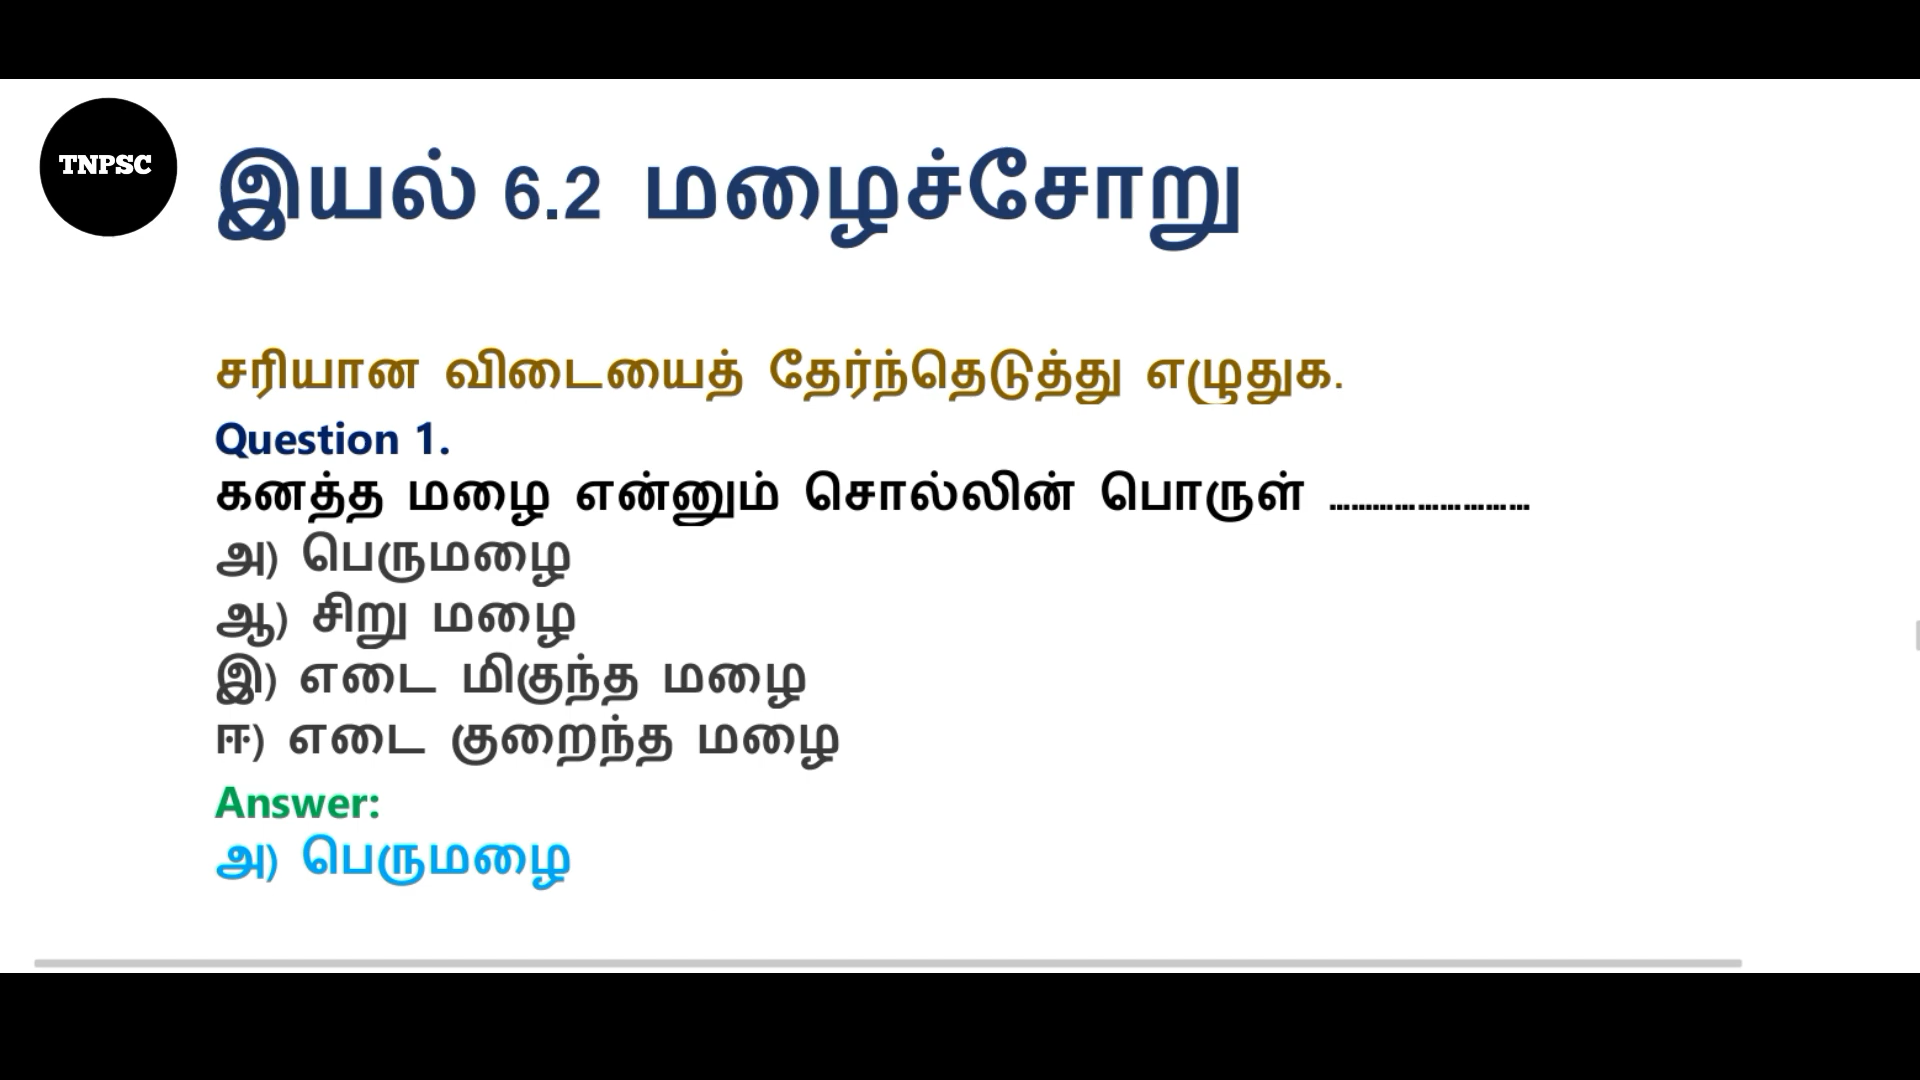 TNPSC
இயல் 6.2 மழைச்சோறு
சரியான விடையைத் தேர்ந்தெடுத்து எழுதுக.
Question 1.
கனத்த மழை என்னும் சொல்லின் பொருள் ...........................
அ) பெருமழை
ஆ) சிறு மழை
இ) எடை மிகுந்த மழை
ஈ) எடை குறைந்த மழை
Answer:
அ) பெருமழை